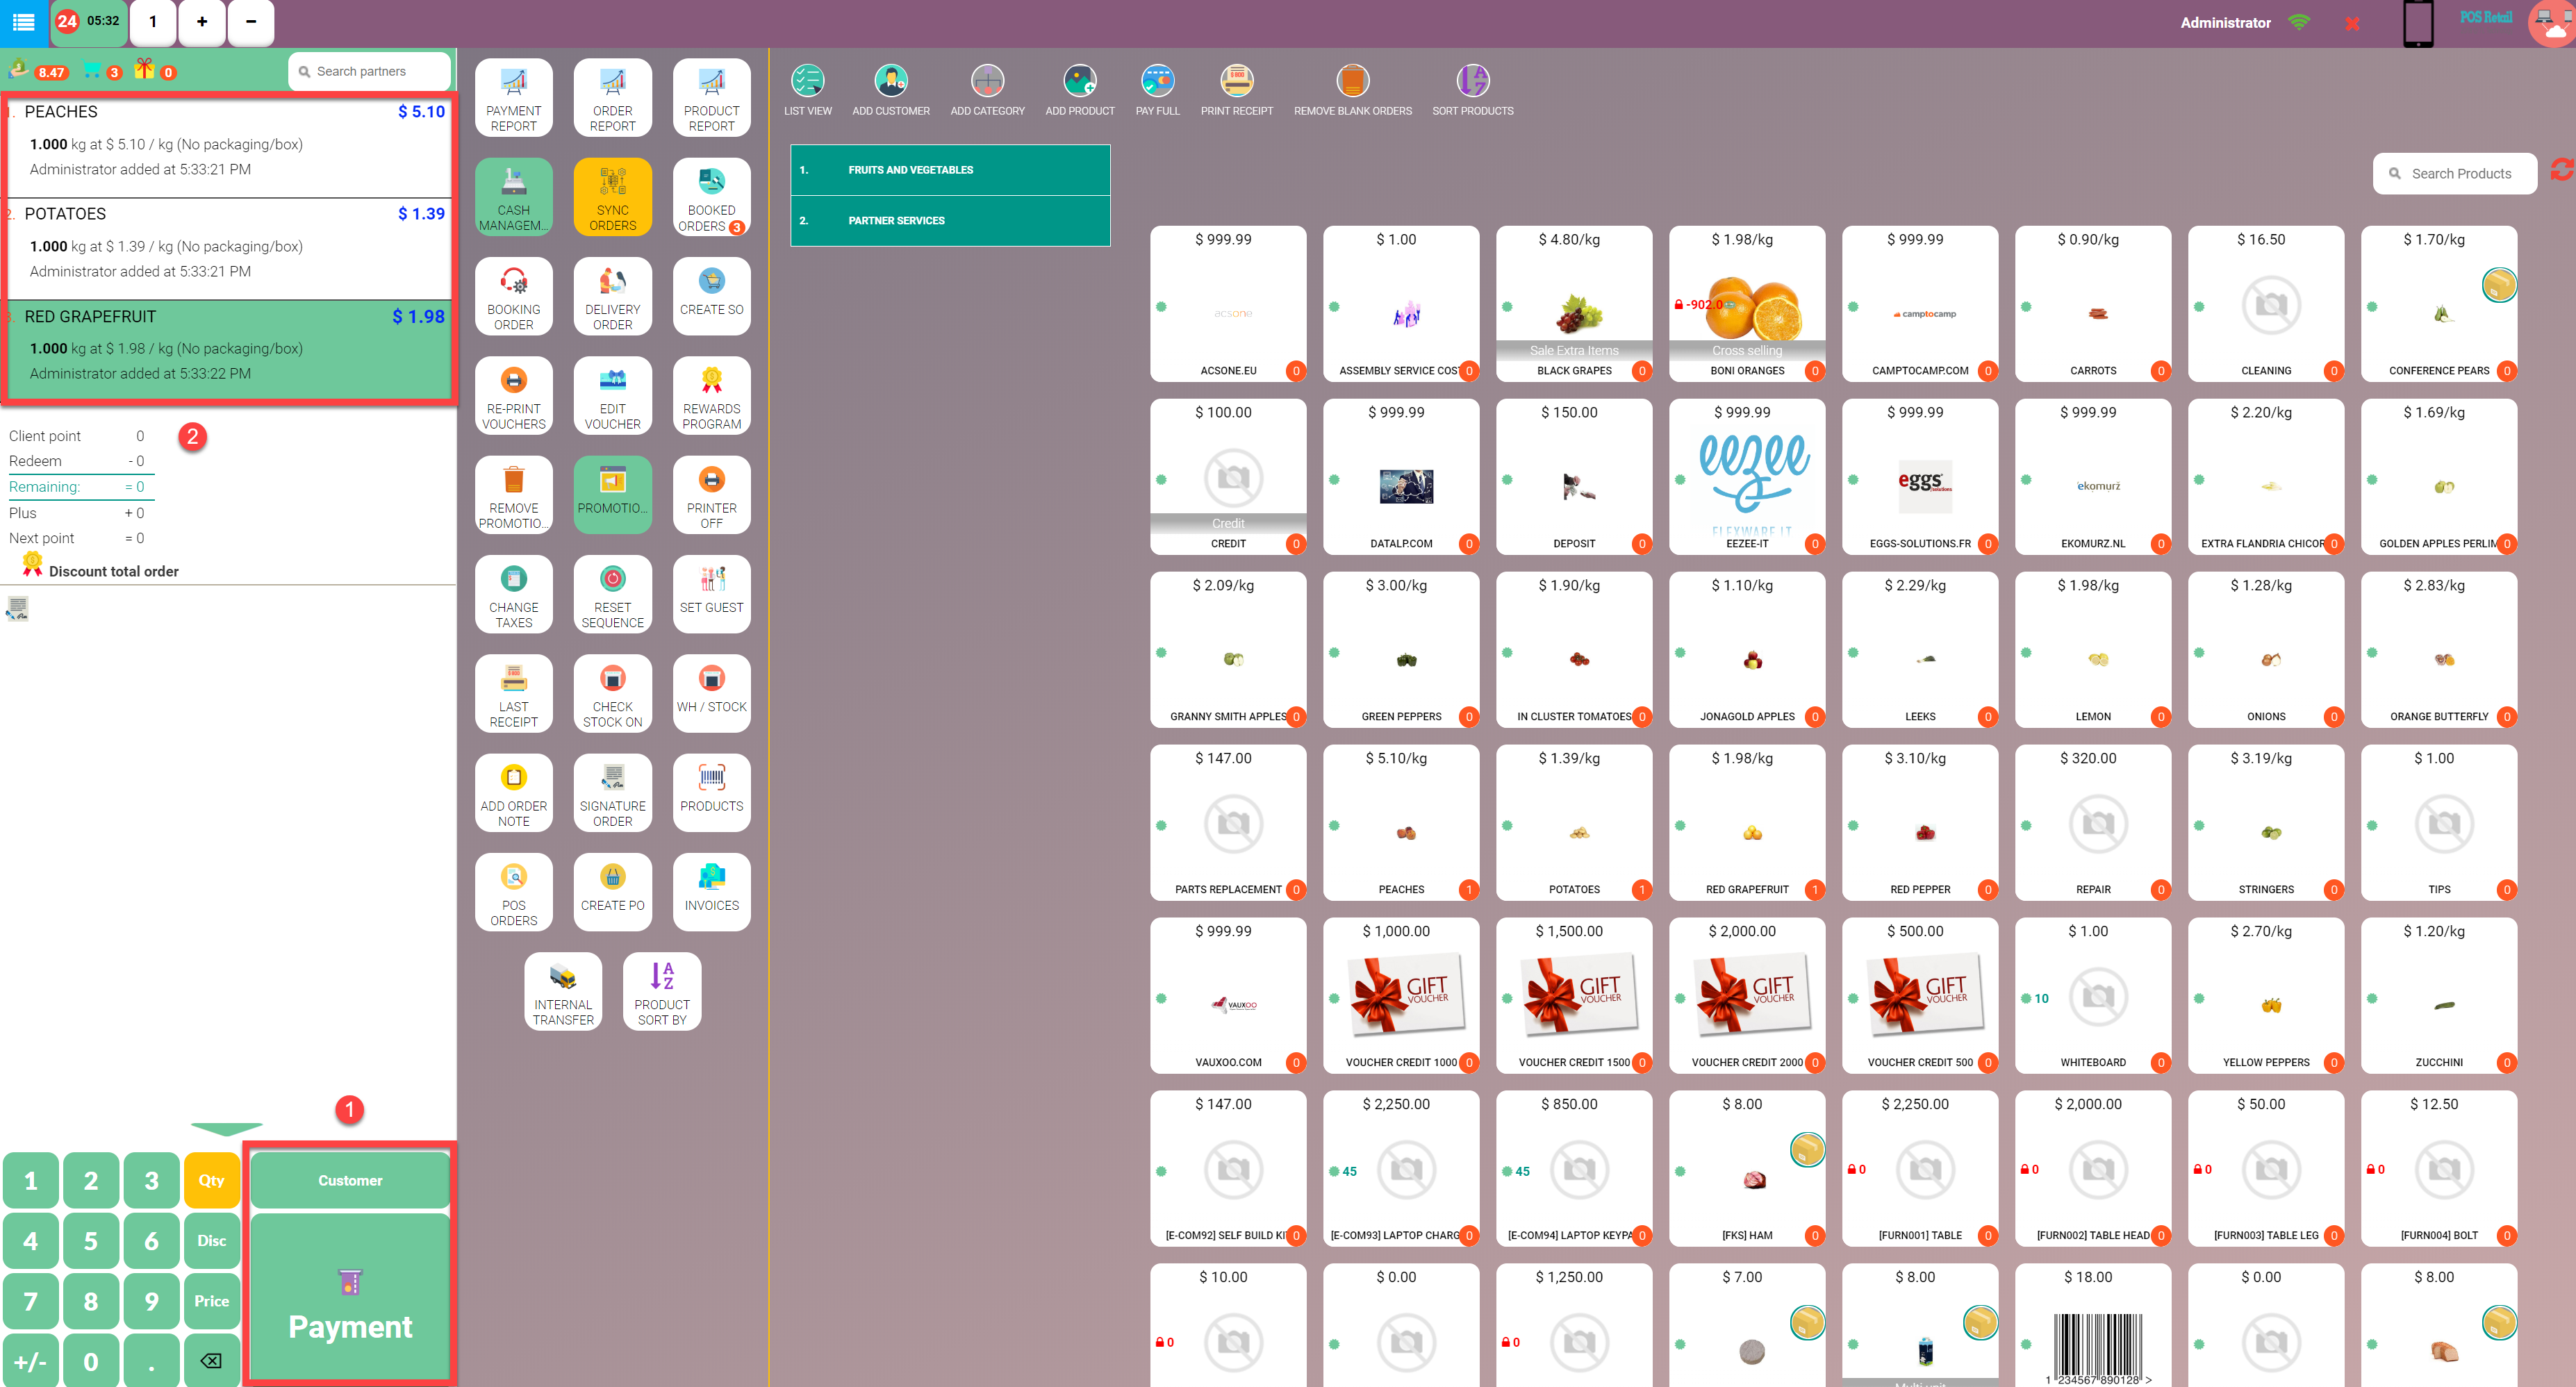 24 05:32 1 + −
Administrator POS Retail
8.47 3 0 Search partners
1. PEACHES $ 5.10
1.000 kg at $ 5.10 / kg (No packaging/box)
Administrator added at 5:33:21 PM
2. POTATOES $ 1.39
1.000 kg at $ 1.39 / kg (No packaging/box)
Administrator added at 5:33:21 PM
3. RED GRAPEFRUIT $ 1.98
1.000 kg at $ 1.98 / kg (No packaging/box)
Administrator added at 5:33:22 PM
Client point 0
2
Redeem - 0
Remaining: = 0
Plus + 0
Next point = 0
Discount total order
1
1 2 3 Qty Customer
4 5 6 Disc
7 8 9 Price
Payment
+/- 0 .
PAYMENT REPORT
ORDER REPORT
PRODUCT REPORT
CASH MANAGEM...
SYNC ORDERS
BOOKED ORDERS 3
BOOKING ORDER
DELIVERY ORDER
CREATE SO
RE-PRINT VOUCHERS
EDIT VOUCHER
REWARDS PROGRAM
REMOVE PROMOTIO...
PROMOTIO...
PRINTER OFF
CHANGE TAXES
RESET SEQUENCE
SET GUEST
LAST RECEIPT
CHECK STOCK ON
WH / STOCK
ADD ORDER NOTE
SIGNATURE ORDER
PRODUCTS
POS ORDERS
CREATE PO
INVOICES
INTERNAL TRANSFER
PRODUCT SORT BY
LIST VIEW ADD CUSTOMER ADD CATEGORY ADD PRODUCT PAY FULL PRINT RECEIPT REMOVE BLANK ORDERS SORT PRODUCTS
1. FRUITS AND VEGETABLES
2. PARTNER SERVICES
Search Products
$ 999.99 $ 1.00 $ 4.80/kg $ 1.98/kg $ 999.99 $ 0.90/kg $ 16.50 $ 1.70/kg
acsone -902.0 camptocamp
Sale Extra Items Cross selling
ACSONE.EU 0 ASSEMBLY SERVICE COST 0 BLACK GRAPES 0 BONI ORANGES 0 CAMPTOCAMP.COM 0 CARROTS 0 CLEANING 0 CONFERENCE PEARS 0
$ 100.00 $ 999.99 $ 150.00 $ 999.99 $ 999.99 $ 999.99 $ 2.20/kg $ 1.69/kg
eezee eggs solutions ekomurz
Credit FLEXWARE IT
CREDIT 0 DATALP.COM 0 DEPOSIT 0 EEZEE-IT 0 EGGS-SOLUTIONS.FR 0 EKOMURZ.NL 0 EXTRA FLANDRIA CHICOR 0 GOLDEN APPLES PERLIM 0
$ 2.09/kg $ 3.00/kg $ 1.90/kg $ 1.10/kg $ 2.29/kg $ 1.98/kg $ 1.28/kg $ 2.83/kg
GRANNY SMITH APPLES 0 GREEN PEPPERS 0 IN CLUSTER TOMATOES 0 JONAGOLD APPLES 0 LEEKS 0 LEMON 0 ONIONS 0 ORANGE BUTTERFLY 0
$ 147.00 $ 5.10/kg $ 1.39/kg $ 1.98/kg $ 3.10/kg $ 320.00 $ 3.19/kg $ 1.00
PARTS REPLACEMENT 0 PEACHES 1 POTATOES 1 RED GRAPEFRUIT 1 RED PEPPER 0 REPAIR 0 STRINGERS 0 TIPS 0
$ 999.99 $ 1,000.00 $ 1,500.00 $ 2,000.00 $ 500.00 $ 1.00 $ 2.70/kg $ 1.20/kg
VAUXOO GIFT VOUCHER GIFT VOUCHER GIFT VOUCHER GIFT VOUCHER 10
VAUXOO.COM 0 VOUCHER CREDIT 1000 0 VOUCHER CREDIT 1500 0 VOUCHER CREDIT 2000 0 VOUCHER CREDIT 500 0 WHITEBOARD 0 YELLOW PEPPERS 0 ZUCCHINI 0
$ 147.00 $ 2,250.00 $ 850.00 $ 8.00 $ 2,250.00 $ 2,000.00 $ 50.00 $ 12.50
45 45 0 0 0 0
[E-COM92] SELF BUILD KI 0 [E-COM93] LAPTOP CHARG 0 [E-COM94] LAPTOP KEYPA 0 [FKS] HAM 0 [FURN001] TABLE 0 [FURN002] TABLE HEAD 0 [FURN003] TABLE LEG 0 [FURN004] BOLT 0
$ 10.00 $ 0.00 $ 1,250.00 $ 7.00 $ 8.00 $ 18.00 $ 0.00 $ 8.00
0 0
1 234567 890128 >